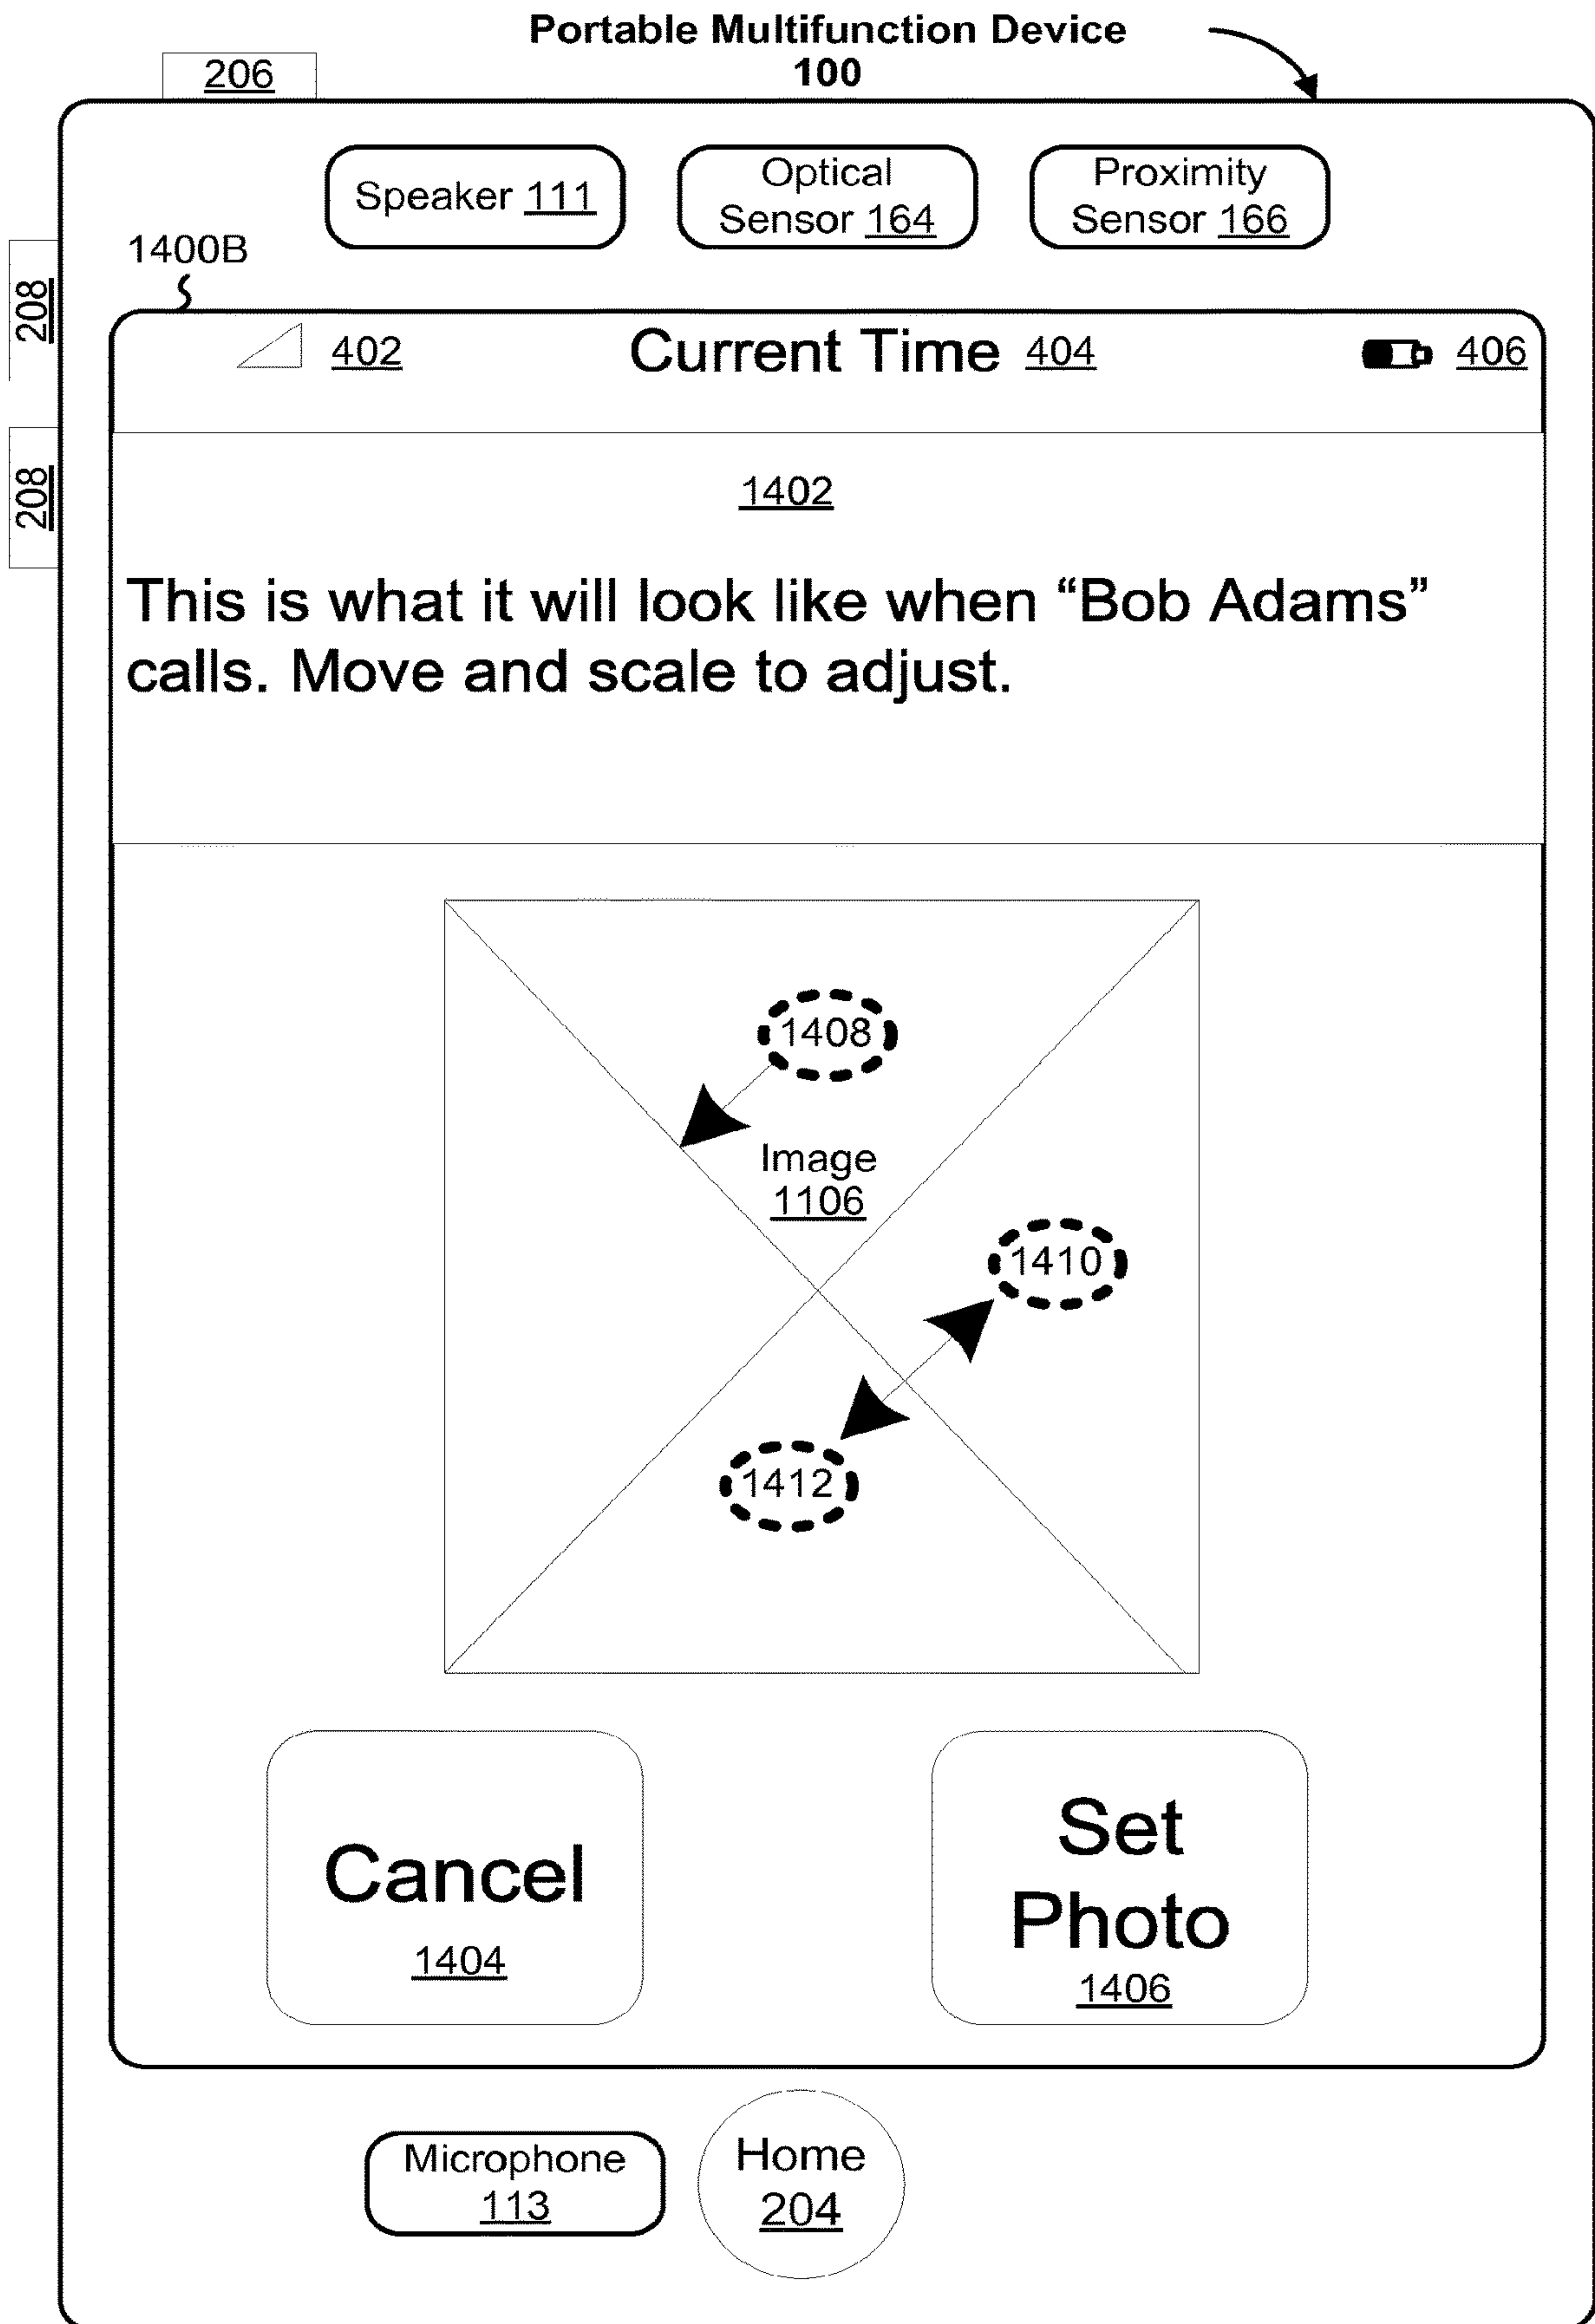 Portable Multifunction Device
100
206
Speaker 111
Optical
Sensor 164
Proximity
Sensor 166
1400B
208
208
402
Current Time 404
406
1402
This is what it will look like when “Bob Adams”
calls. Move and scale to adjust.
1408
Image
1106
1410
1412
Cancel
1404
Set
Photo
1406
Microphone
113
Home
204